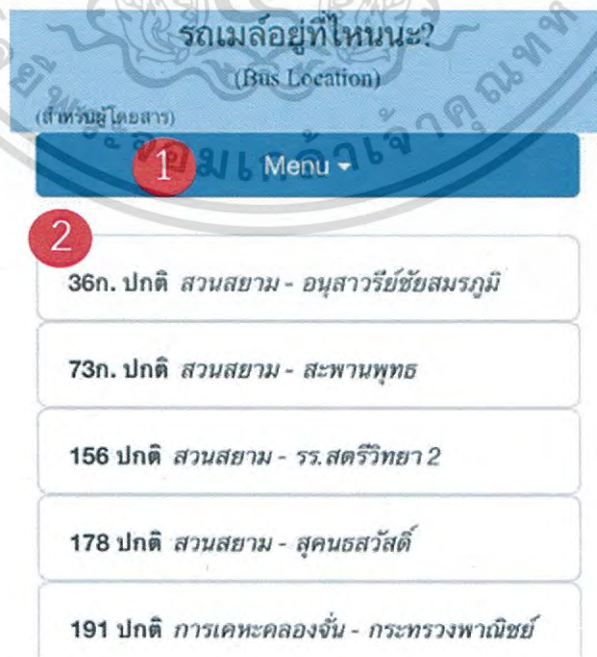 รถเมล์อยู่ที่ไหนนะ?
(Bus Location)
(สำหรับผู้โดยสาร)
1 Menu
2
36ก. ปกติ สวนสยาม - อนุสาวรีย์ชัยสมรภูมิ
73ก. ปกติ สวนสยาม - สะพานพุทธ
156 ปกติ สวนสยาม - รร.สตรีวิทยา 2
178 ปกติ สวนสยาม - สุคนธสวัสดิ์
191 ปกติ การเคหะคลองจั่น - กระทรวงพาณิชย์